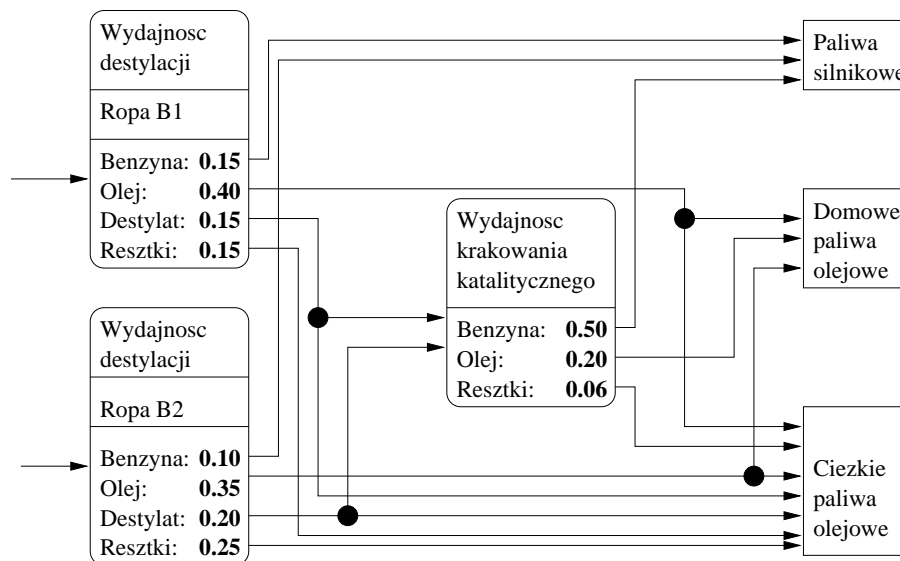 Wydajnosc
destylacji
Ropa B1
Benzyna: 0.15
Olej: 0.40
Destylat: 0.15
Resztki: 0.15
Wydajnosc
destylacji
Ropa B2
Benzyna: 0.10
Olej: 0.35
Destylat: 0.20
Resztki: 0.25
Wydajnosc
krakowania
katalitycznego
Benzyna: 0.50
Olej: 0.20
Resztki: 0.06
Paliwa
silnikowe
Domowe
paliwa
olejowe
Ciezkie
paliwa
olejowe